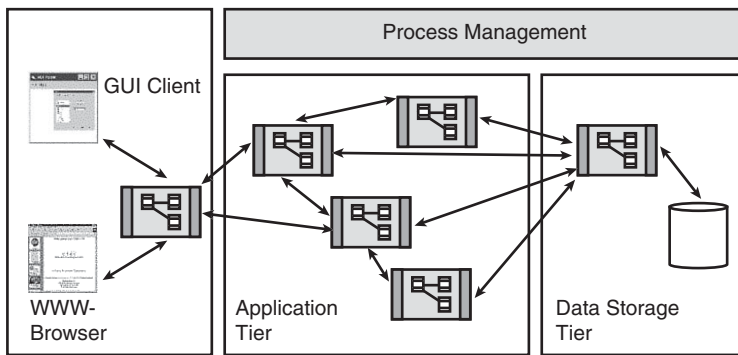 Process Management
GUI Client
WWW-
Browser
Application
Tier
Data Storage
Tier